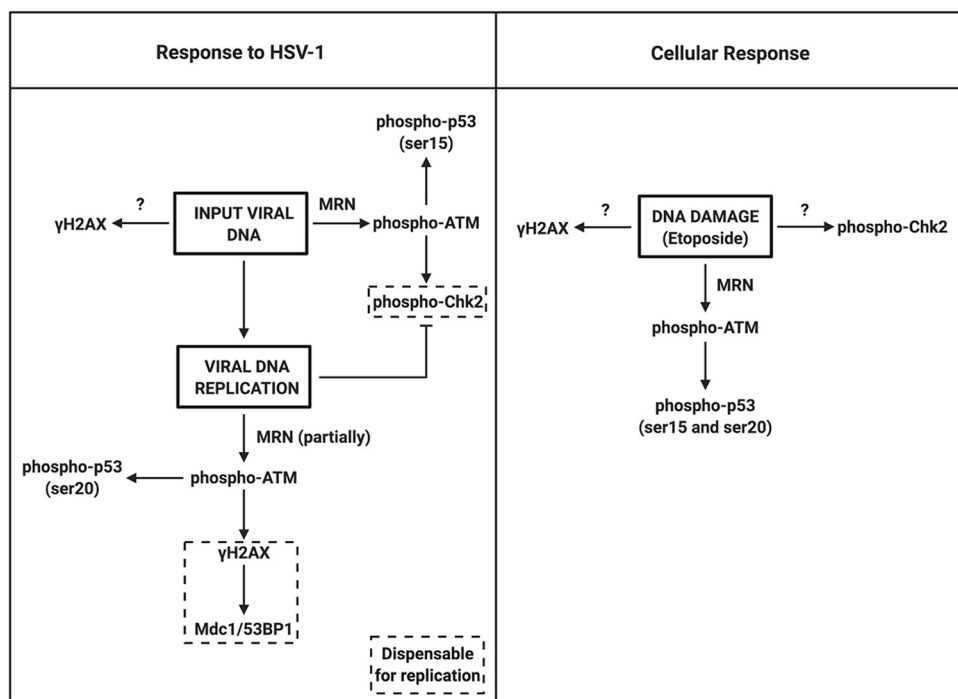 Response to HSV-1
phospho-p53
(ser15)
?
γH2AX
INPUT VIRAL
DNA
MRN
phospho-ATM
phospho-Chk2
VIRAL DNA
REPLICATION
MRN (partially)
phospho-p53
(ser20)
phospho-ATM
γH2AX
Mdc1/53BP1
Dispensable
for replication
Cellular Response
?
γH2AX
DNA DAMAGE
(Etoposide)
?
phospho-Chk2
MRN
phospho-ATM
phospho-p53
(ser15 and ser20)